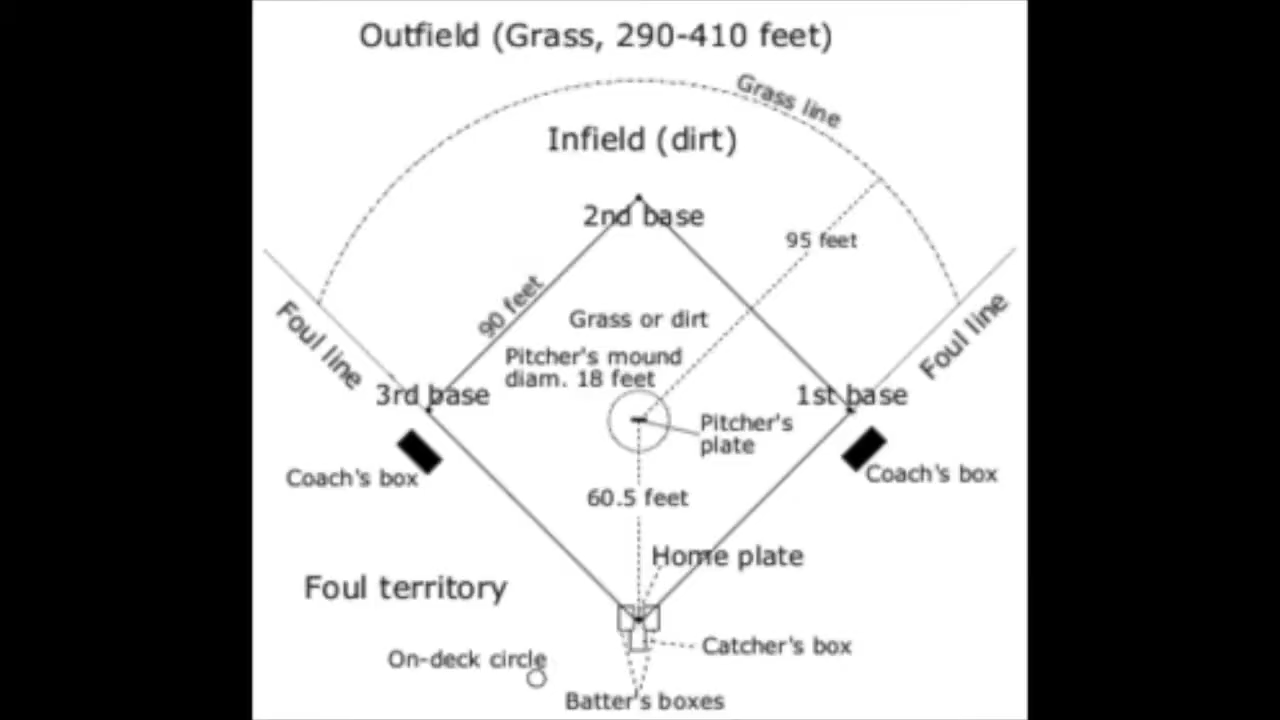 Outfield (Grass, 290-410 feet)
Grass line
Infield (dirt)
2nd base
95 feet
90 feet
Grass or dirt
Foul line
Foul line
Pitcher's mound
diam. 18 feet
3rd base
1st base
Pitcher's
plate
Coach's box
Coach's box
60.5 feet
Home plate
Foul territory
Catcher's box
On-deck circle
Batter's boxes